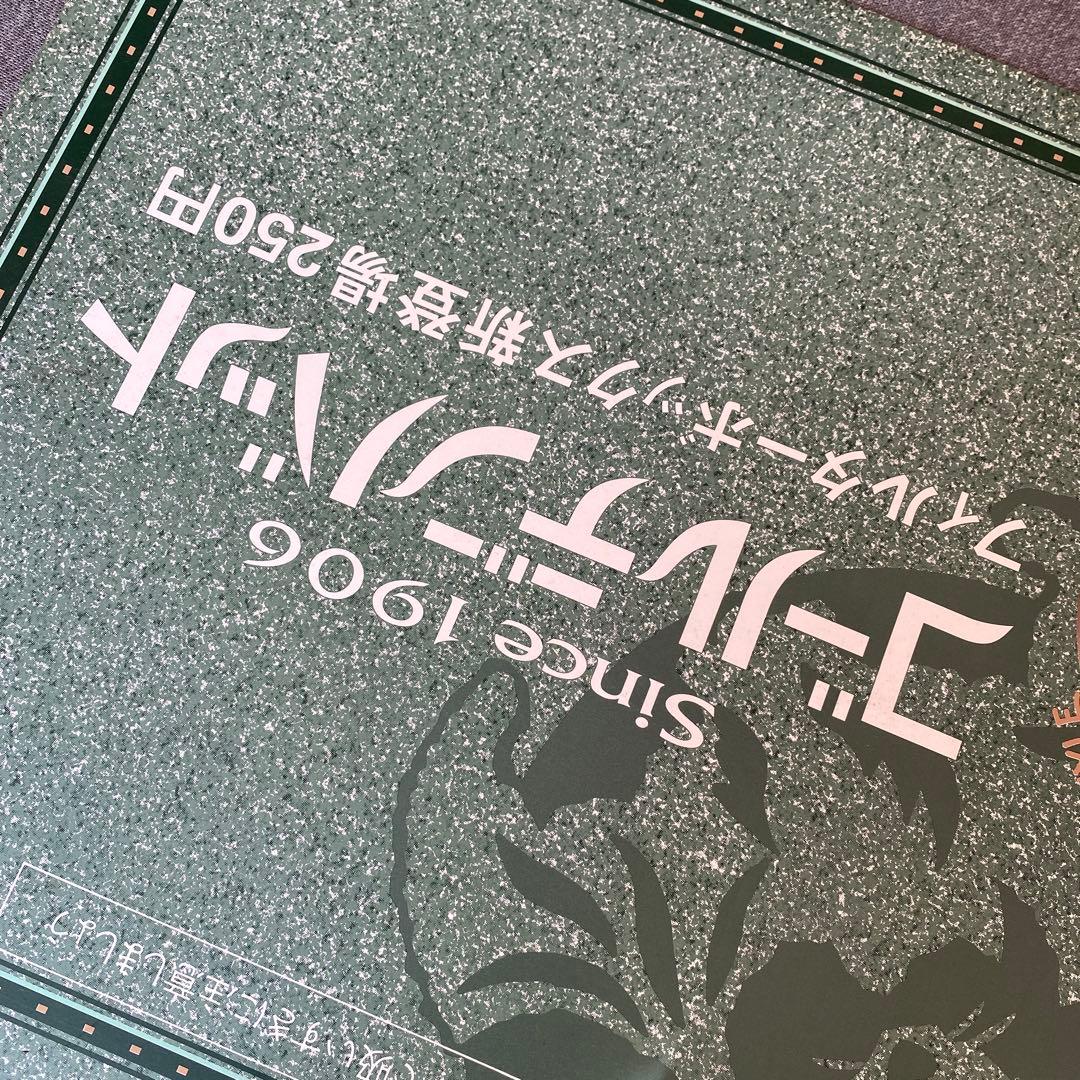 Since 1906
ゴールデンバット
フィルターボックス新登場 250円
吸いすぎに注意しましょう